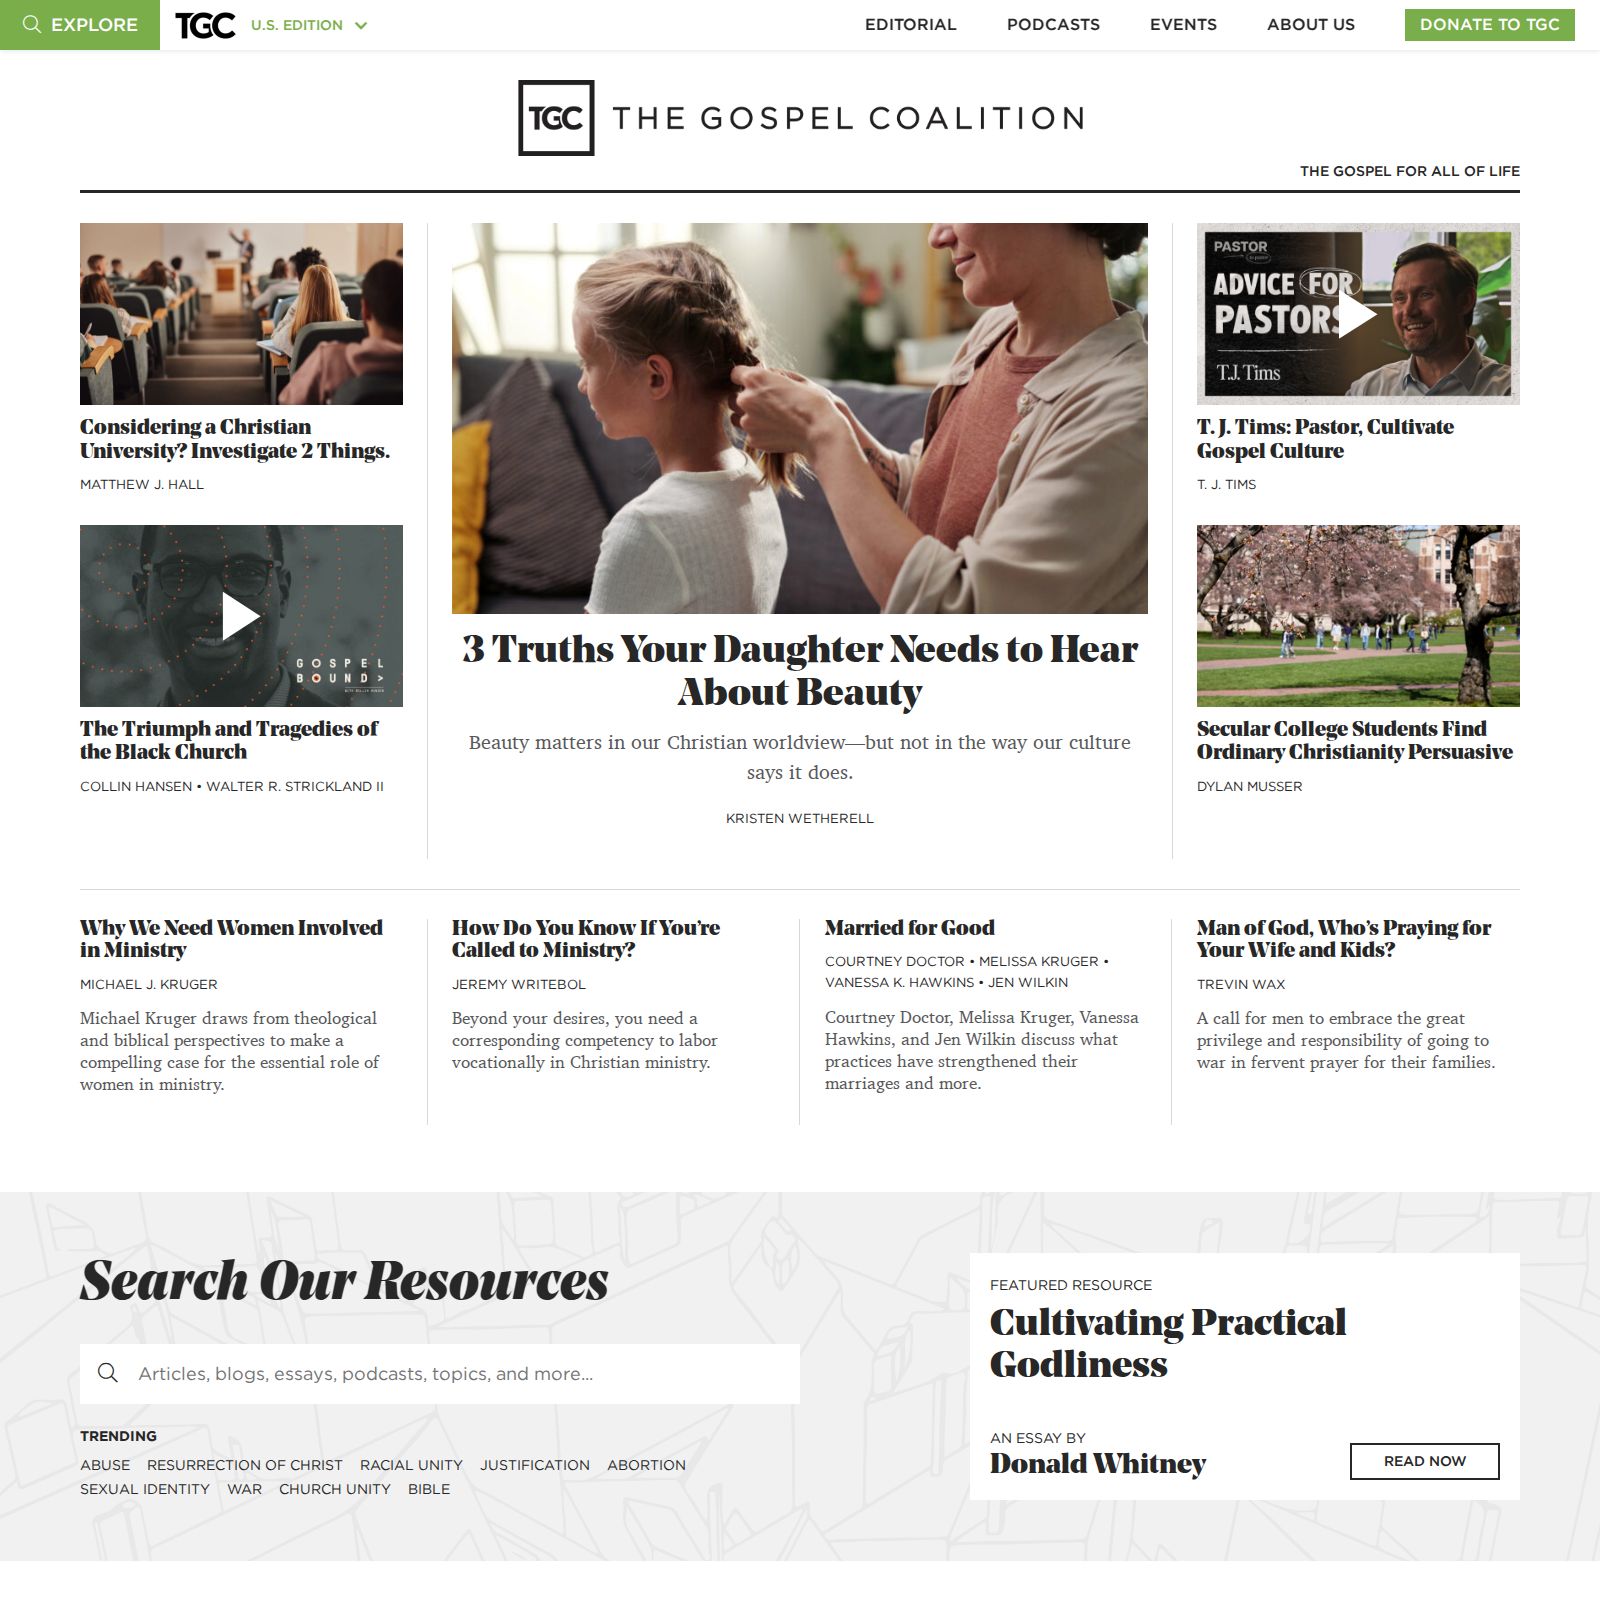 EXPLORE
TGC
U.S. EDITION
EDITORIAL
PODCASTS
EVENTS
ABOUT US
DONATE TO TGC
TGC THE GOSPEL COALITION
THE GOSPEL FOR ALL OF LIFE
Considering a Christian
University? Investigate 2 Things.
MATTHEW J. HALL
GOSPEL
BOUND >
The Triumph and Tragedies of
the Black Church
COLLIN HANSEN • WALTER R. STRICKLAND II
3 Truths Your Daughter Needs to Hear
About Beauty
Beauty matters in our Christian worldview—but not in the way our culture
says it does.
KRISTEN WETHERELL
PASTOR
ADVICE FOR
PASTORS
T.J. Tims
T. J. Tims: Pastor, Cultivate
Gospel Culture
T. J. TIMS
Secular College Students Find
Ordinary Christianity Persuasive
DYLAN MUSSER
Why We Need Women Involved
in Ministry
MICHAEL J. KRUGER
Michael Kruger draws from theological
and biblical perspectives to make a
compelling case for the essential role of
women in ministry.
How Do You Know If You’re
Called to Ministry?
JEREMY WRITEBOL
Beyond your desires, you need a
corresponding competency to labor
vocationally in Christian ministry.
Married for Good
COURTNEY DOCTOR • MELISSA KRUGER •
VANESSA K. HAWKINS • JEN WILKIN
Courtney Doctor, Melissa Kruger, Vanessa
Hawkins, and Jen Wilkin discuss what
practices have strengthened their
marriages and more.
Man of God, Who’s Praying for
Your Wife and Kids?
TREVIN WAX
A call for men to embrace the great
privilege and responsibility of going to
war in fervent prayer for their families.
Search Our Resources
Articles, blogs, essays, podcasts, topics, and more...
TRENDING
ABUSE RESURRECTION OF CHRIST RACIAL UNITY JUSTIFICATION ABORTION
SEXUAL IDENTITY WAR CHURCH UNITY BIBLE
FEATURED RESOURCE
Cultivating Practical
Godliness
AN ESSAY BY
Donald Whitney
READ NOW